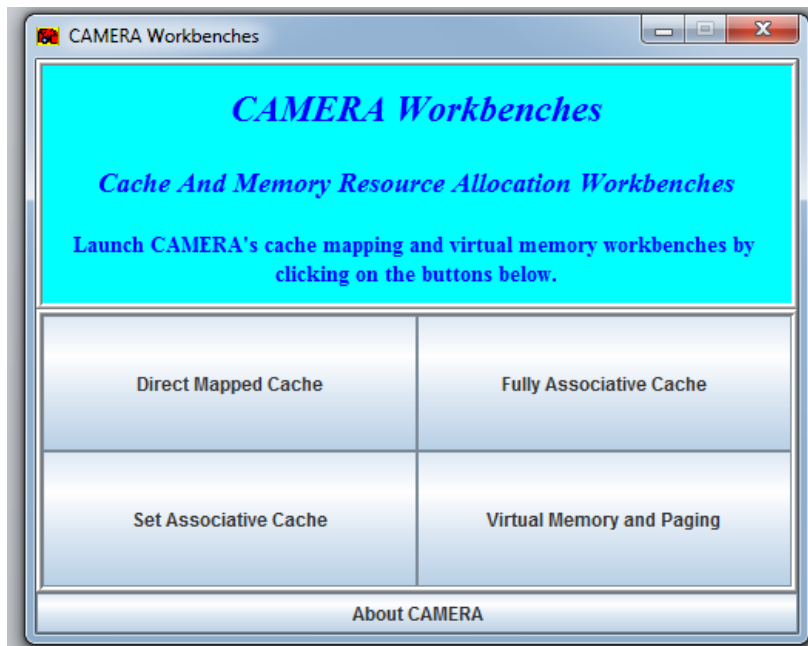 CAMERA Workbenches
CAMERA Workbenches
Cache And Memory Resource Allocation Workbenches
Launch CAMERA's cache mapping and virtual memory workbenches by
clicking on the buttons below.
Direct Mapped Cache
Fully Associative Cache
Set Associative Cache
Virtual Memory and Paging
About CAMERA